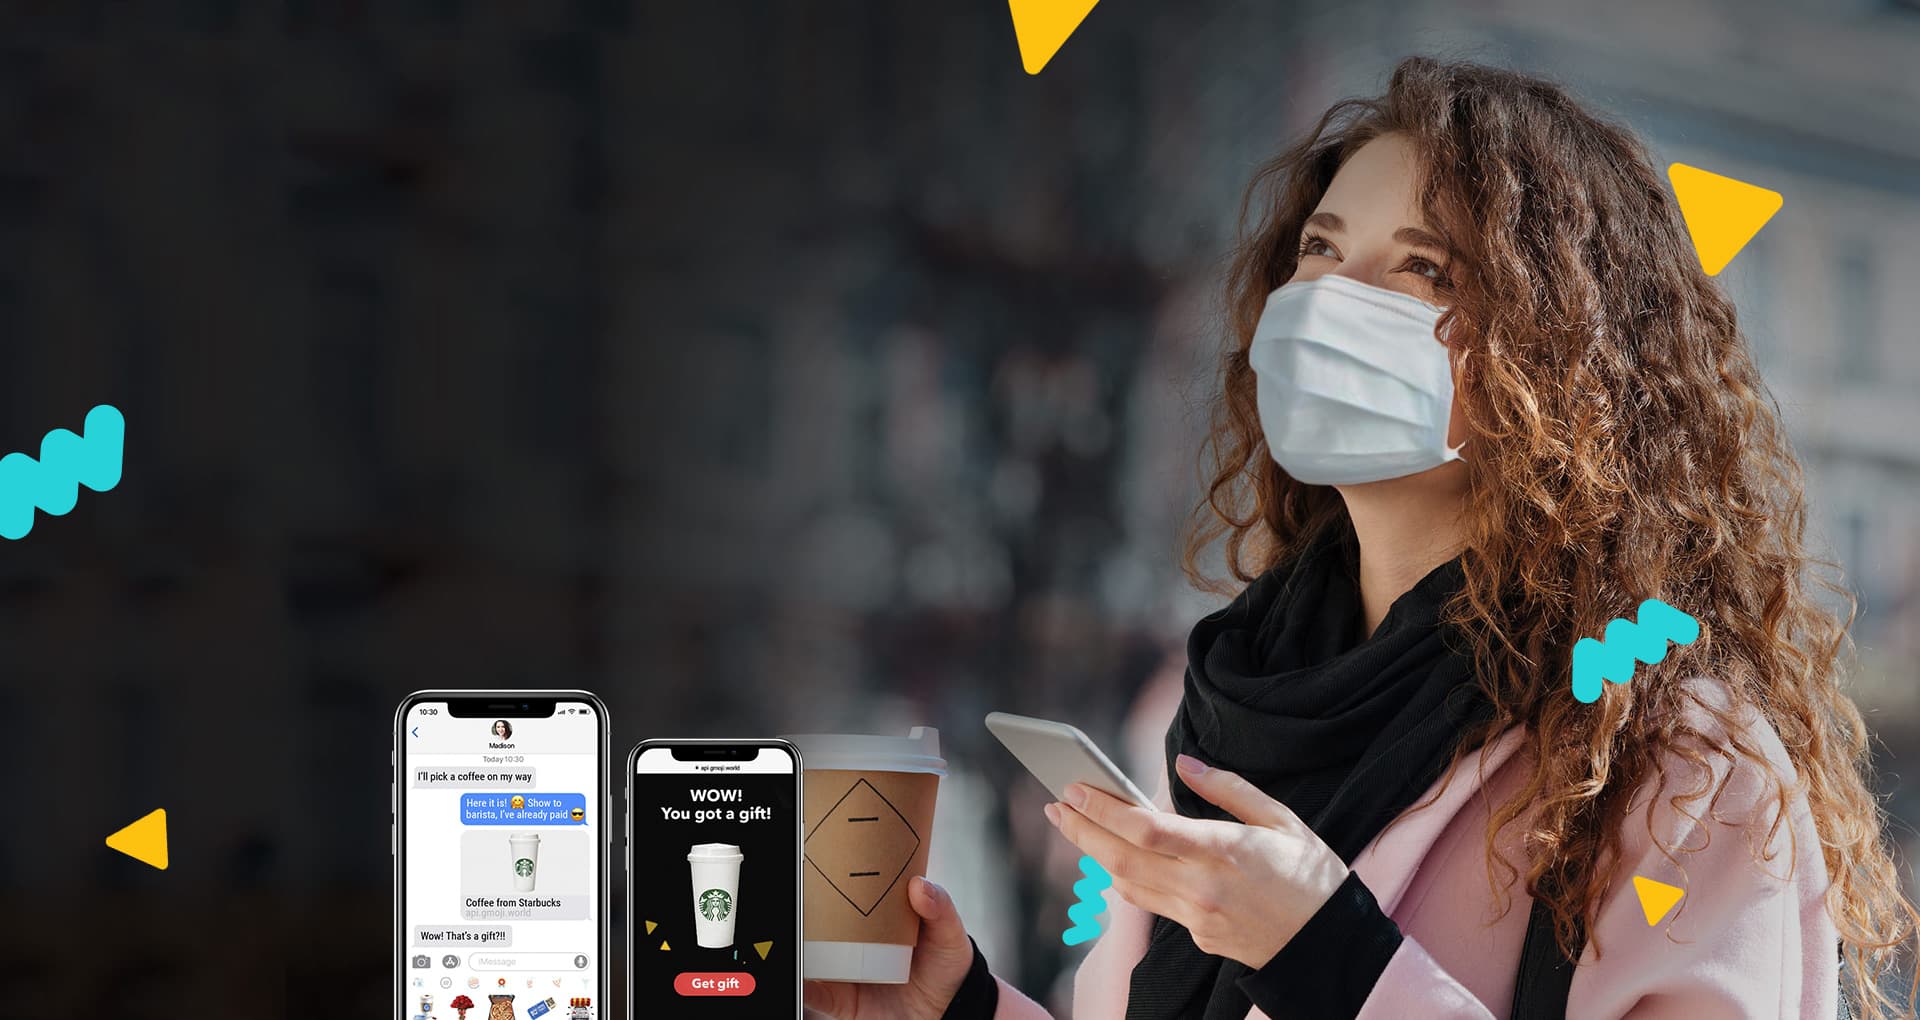 10:30
Madison
Today 10:30
I'll pick a coffee on my way
Here it is! 🤗 Show to
barista, I've already paid 😎
Coffee from Starbucks
api.gmoji.world
Wow! That's a gift?!!
iMessage
api.gmoji.world
WOW!
You got a gift!
Get gift